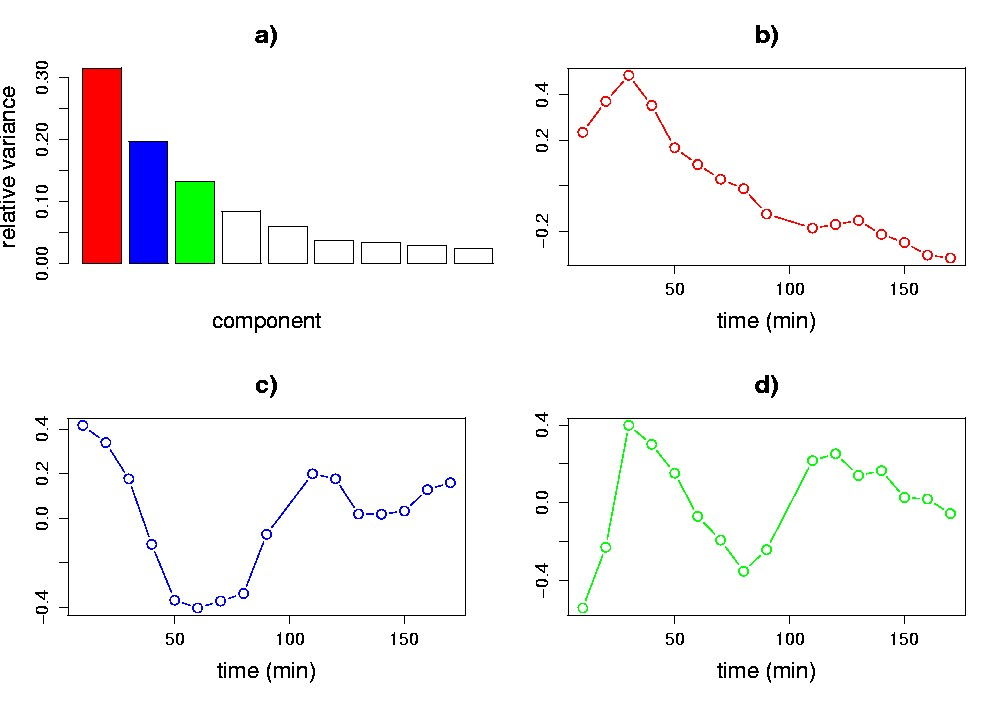 a)
relative variance
0.00 0.10 0.20 0.30
component
b)
-0.2 0.2 0.4
50 100 150
time (min)
c)
-0.4 0.0 0.2 0.4
50 100 150
time (min)
d)
-0.4 0.0 0.4
50 100 150
time (min)